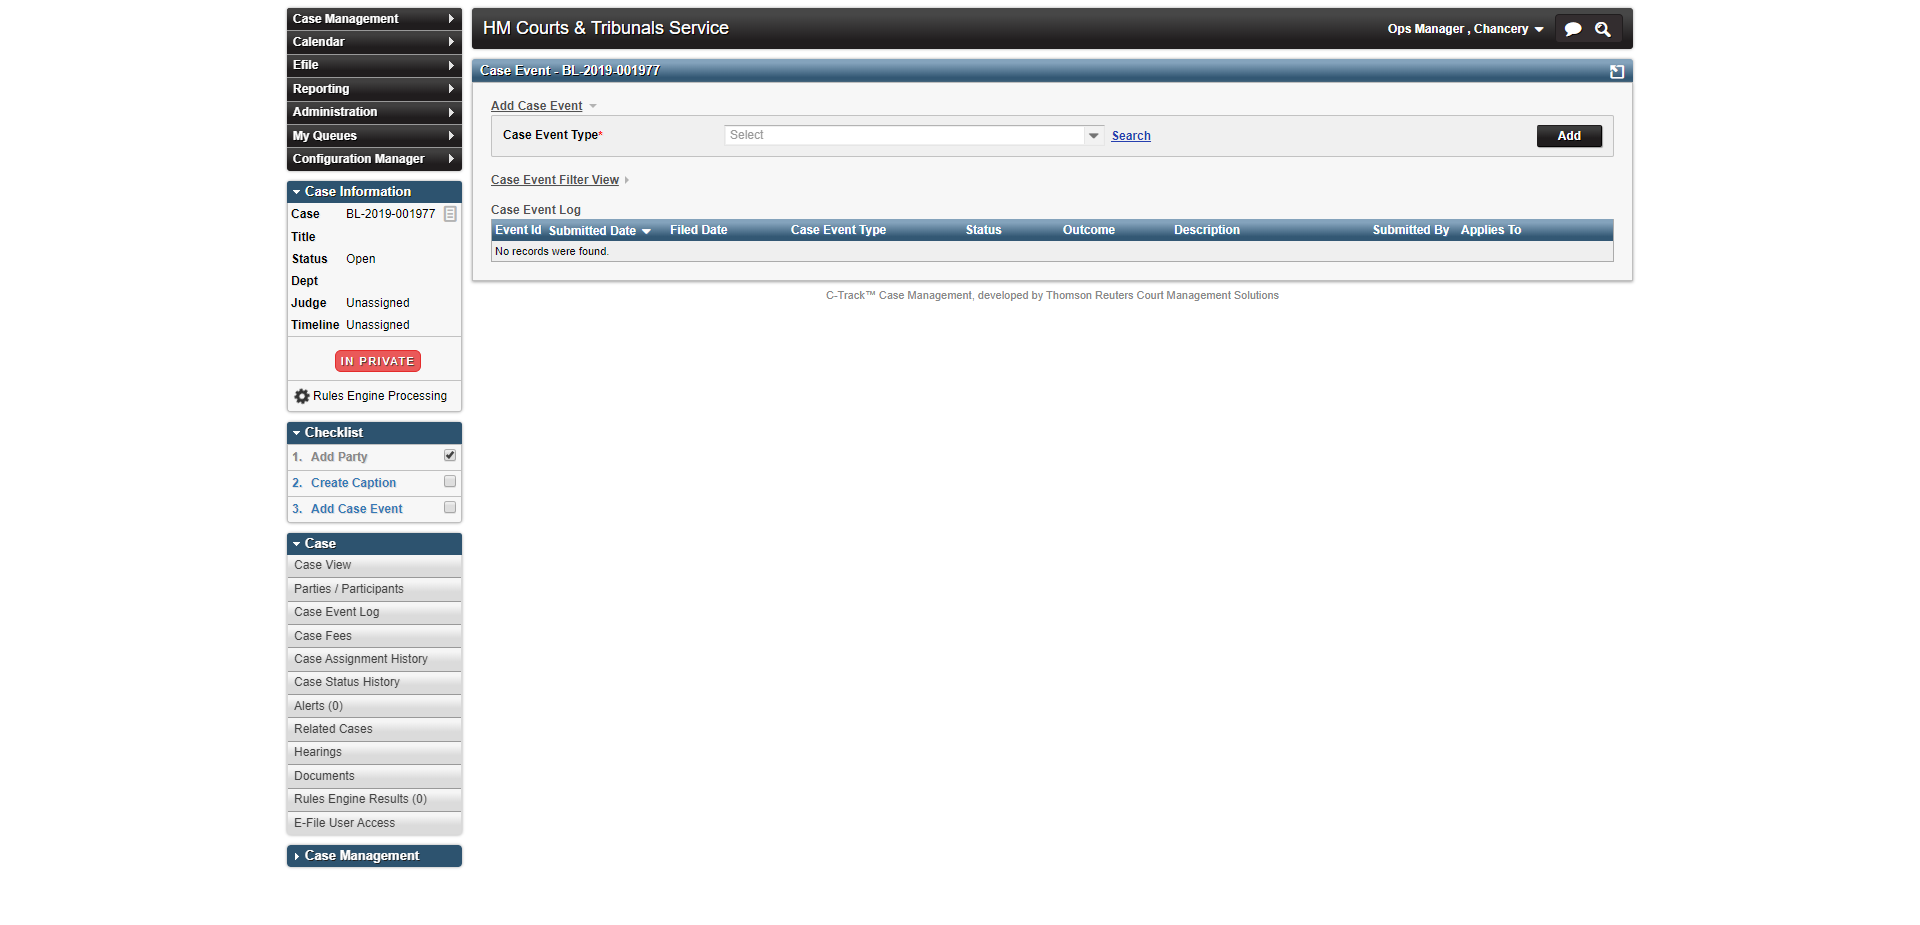 Case Management
Calendar
Efile
Reporting
Administration
My Queues
Configuration Manager
Case Information
Case BL-2019-001977
Title
Status Open
Dept
Judge Unassigned
Timeline Unassigned
IN PRIVATE
Rules Engine Processing
Checklist
1. Add Party
2. Create Caption
3. Add Case Event
Case
Case View
Parties / Participants
Case Event Log
Case Fees
Case Assignment History
Case Status History
Alerts (0)
Related Cases
Hearings
Documents
Rules Engine Results (0)
E-File User Access
Case Management
HM Courts & Tribunals Service
Ops Manager , Chancery
Case Event - BL-2019-001977
Add Case Event
Case Event Type* Select Search Add
Case Event Filter View
Case Event Log
Event Id Submitted Date Filed Date Case Event Type Status Outcome Description Submitted By Applies To
No records were found.
C-Track™ Case Management, developed by Thomson Reuters Court Management Solutions